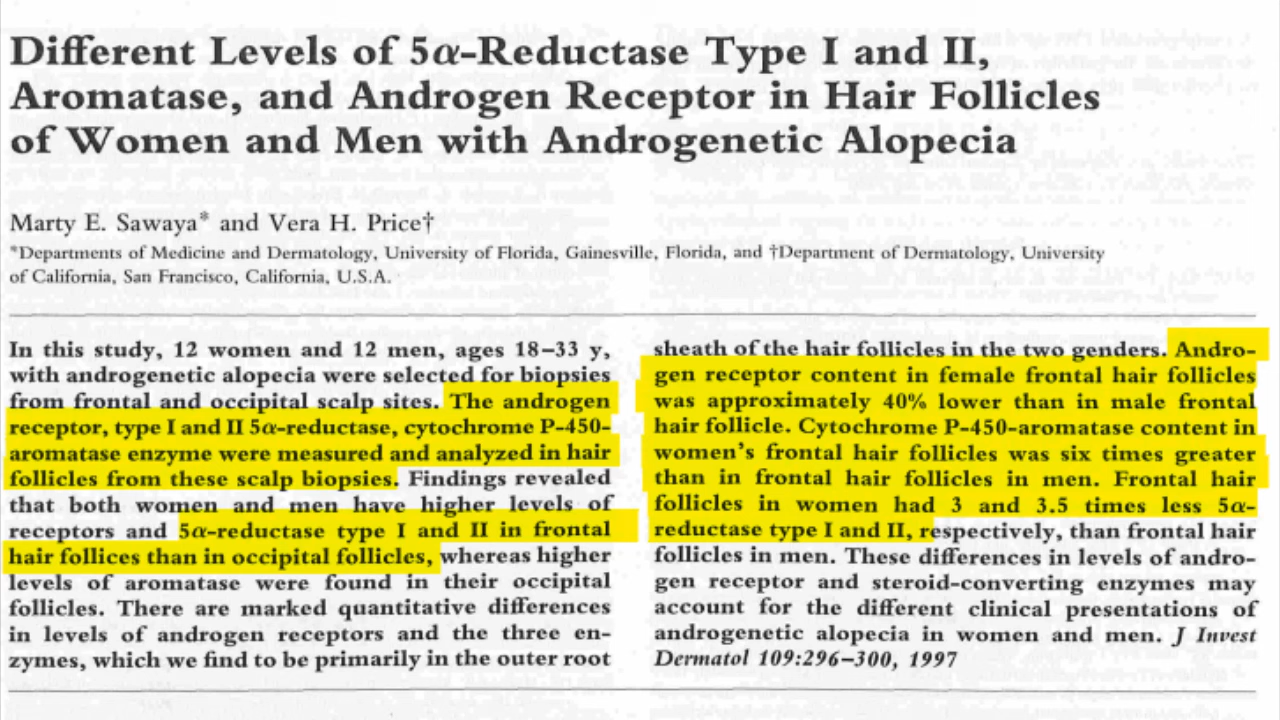 Different Levels of 5α-Reductase Type I and II,
Aromatase, and Androgen Receptor in Hair Follicles
of Women and Men with Androgenetic Alopecia
Marty E. Sawaya* and Vera H. Price†
*Departments of Medicine and Dermatology, University of Florida, Gainesville, Florida, and †Department of Dermatology, University
of California, San Francisco, California, U.S.A.
In this study, 12 women and 12 men, ages 18–33 y,
with androgenetic alopecia were selected for biopsies
from frontal and occipital scalp sites. The androgen
receptor, type I and II 5α-reductase, cytochrome P-450-
aromatase enzyme were measured and analyzed in hair
follicles from these scalp biopsies. Findings revealed
that both women and men have higher levels of
receptors and 5α-reductase type I and II in frontal
hair follices than in occipital follicles, whereas higher
levels of aromatase were found in their occipital
follicles. There are marked quantitative differences
in levels of androgen receptors and the three en-
zymes, which we find to be primarily in the outer root
sheath of the hair follicles in the two genders. Andro-
gen receptor content in female frontal hair follicles
was approximately 40% lower than in male frontal
hair follicle. Cytochrome P-450-aromatase content in
women's frontal hair follicles was six times greater
than in frontal hair follicles in men. Frontal hair
follicles in women had 3 and 3.5 times less 5α-
reductase type I and II, respectively, than frontal hair
follicles in men. These differences in levels of andro-
gen receptor and steroid-converting enzymes may
account for the different clinical presentations of
androgenetic alopecia in women and men. J Invest
Dermatol 109:296–300, 1997